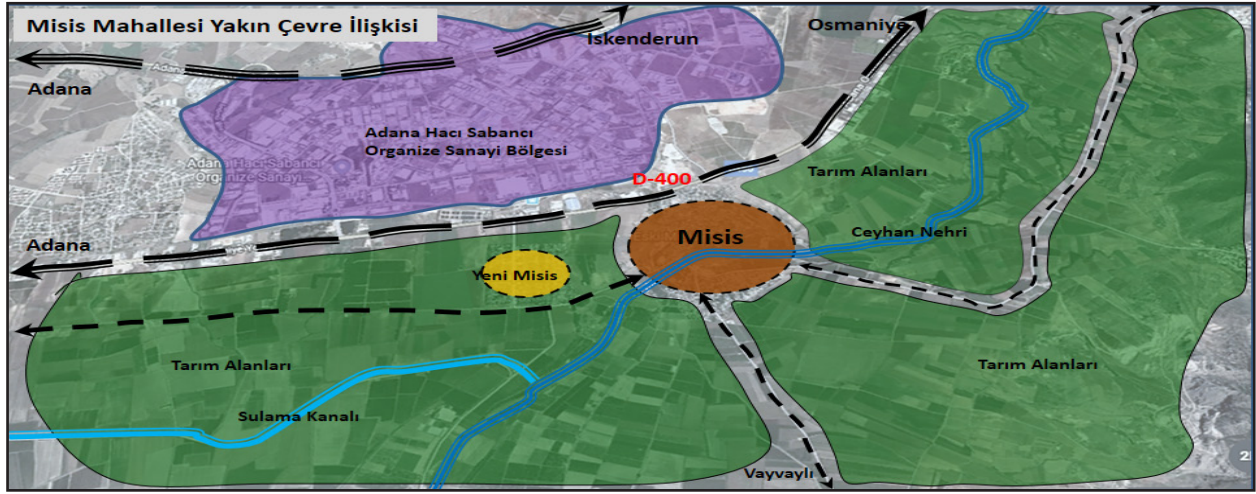 Misis Mahallesi Yakın Çevre İlişkisi
İskenderun
Osmaniye
Adana
Adana Hacı Sabancı
Organize Sanayi Bölgesi
Adana Hacı Sabancı
Organize Sanayi
D-400
Tarım Alanları
Misis
Ceyhan Nehri
Adana
Yeni Misis
Tarım Alanları
Tarım Alanları
Sulama Kanalı
Vayvaylı